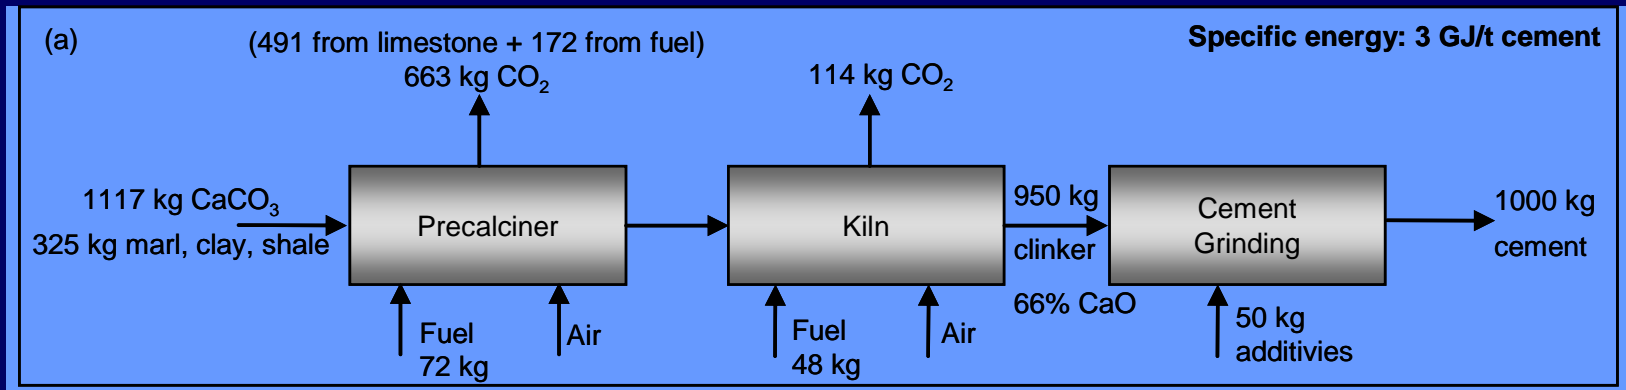 (a)
(491 from limestone + 172 from fuel)
663 kg CO₂
114 kg CO₂
Specific energy: 3 GJ/t cement
1117 kg CaCO₃
325 kg marl, clay, shale
Precalciner
Kiln
950 kg
clinker
66% CaO
Cement
Grinding
1000 kg
cement
Fuel
72 kg
Air
Fuel
48 kg
Air
50 kg
additivies